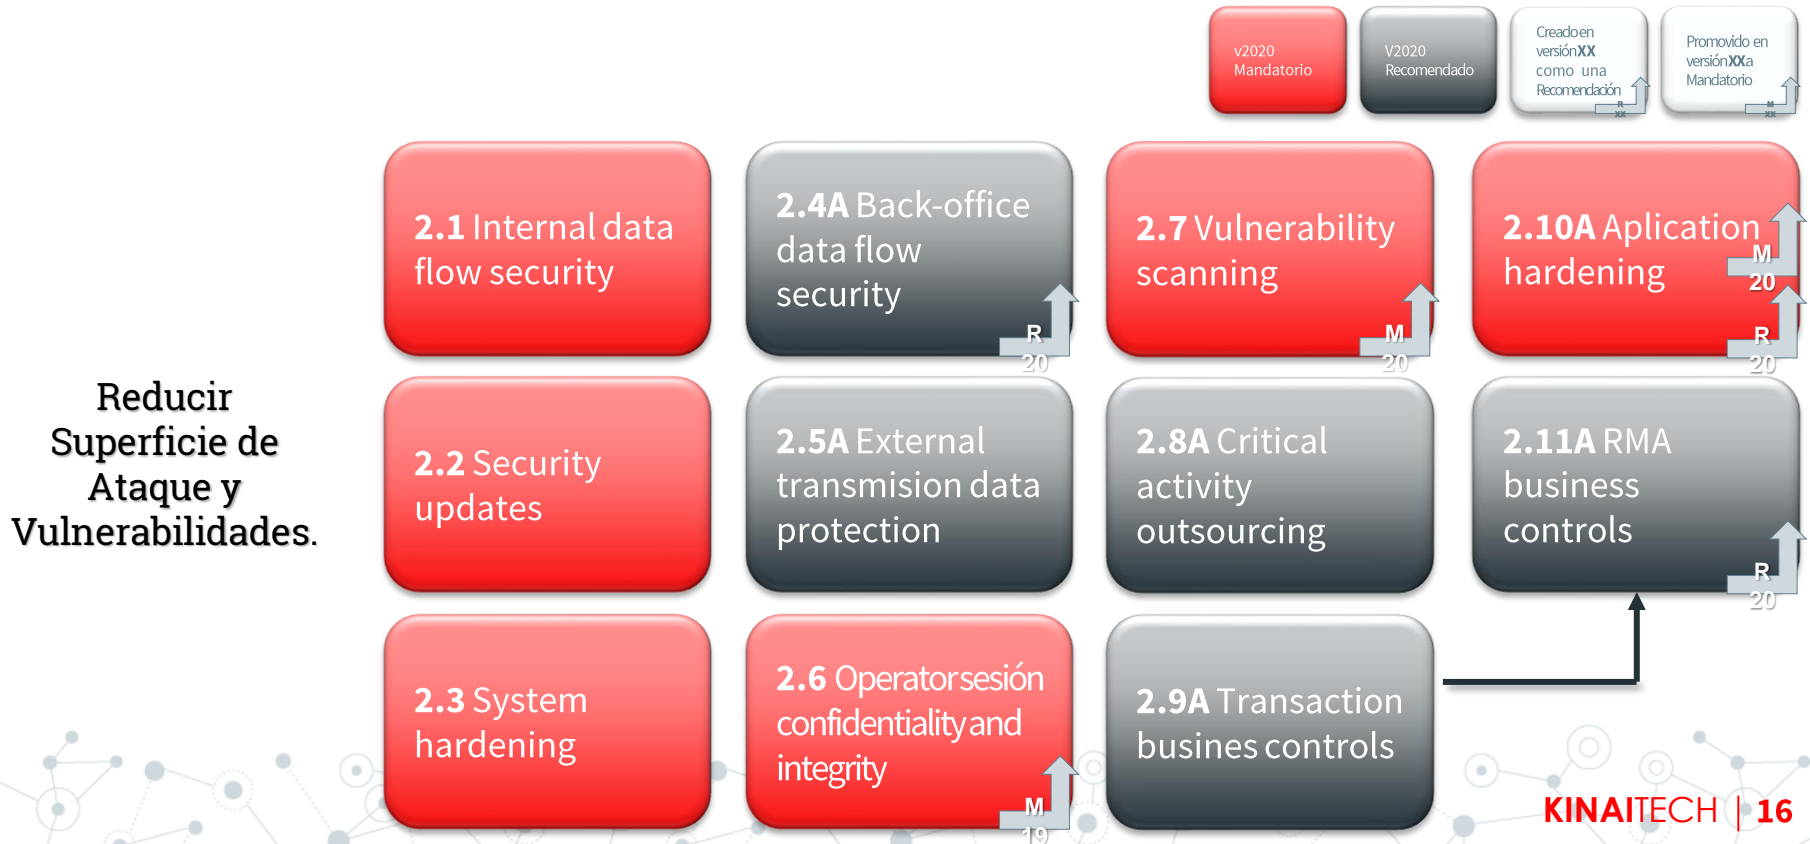 v2020
Mandatorio
V2020
Recomendado
Creado en
versión XX
como una
Recomendación
R
XX
Promovido en
versión XX a
Mandatorio
M
XX
Reducir
Superficie de
Ataque y
Vulnerabilidades.
2.1 Internal data
flow security
2.4A Back-office
data flow
security
R
20
2.7 Vulnerability
scanning
M
20
2.10A Aplication
hardening
M
20
R
20
2.2 Security
updates
2.5A External
transmision data
protection
2.8A Critical
activity
outsourcing
2.11A RMA
business
controls
R
20
2.3 System
hardening
2.6 Operator sesión
confidentiality and
integrity
M
19
2.9A Transaction
busines controls
KINAITECH | 16